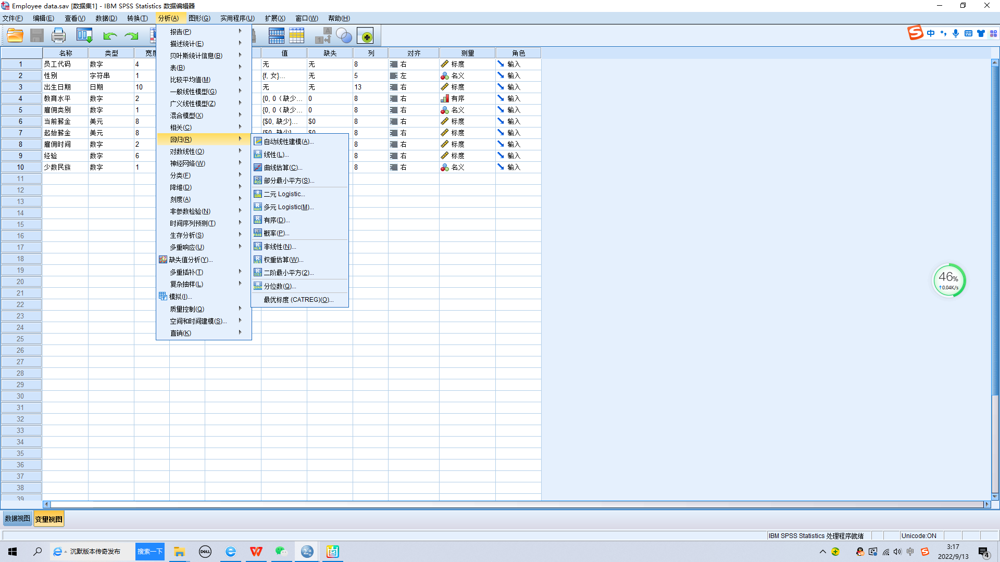 Employee data.sav [数据集1] - IBM SPSS Statistics 数据编辑器
文件(F) 编辑(E) 查看(V) 数据(D) 转换(T) 分析(A) 图形(G) 实用程序(U) 扩展(X) 窗口(W) 帮助(H)
中
名称 类型 宽度 值 缺失 列 对齐 测量 角色
1 员工代码 数字 4 无 无 8 右 标度 输入
2 性别 字符串 1 {f, 女}... 无 5 左 名义 输入
3 出生日期 日期 10 无 无 13 右 标度 输入
4 教育水平 数字 2 {0, 0（缺少... 0 8 右 有序 输入
5 雇佣类别 数字 1 {0, 0（缺少... 0 8 右 名义 输入
6 当前薪金 美元 8 {$0, 缺少}... $0 8 右 标度 输入
7 起始薪金 美元 8 {$0, 缺少}... $0 8 右 标度 输入
8 雇佣时间 数字 2 8 右 标度 输入
9 经验 数字 6 8 右 标度 输入
10 少数民族 数字 1 8 右 名义 输入
11
12
13
14
15
16
17
18
19
20
21
22
23
24
25
26
27
28
29
30
31
32
33
34
35
36
37
38
39
报告(P)
描述统计(E)
贝叶斯统计信息(B)
表(B)
比较平均值(M)
一般线性模型(G)
广义线性模型(Z)
混合模型(X)
相关(C)
回归(R)
对数线性(O)
神经网络(W)
分类(F)
降维(D)
刻度(A)
非参数检验(N)
时间序列预测(T)
生存分析(S)
多重响应(U)
缺失值分析(Y)...
多重插补(T)
复杂抽样(L)
模拟(I)...
质量控制(Q)
空间和时间建模(S)...
直销(K)
自动线性建模(A)...
线性(L)...
曲线估算(C)...
部分最小平方(S)...
二元 Logistic...
多元 Logistic(M)...
有序(D)...
概率(P)...
非线性(N)...
权重估算(W)...
二阶最小平方(2)...
分位数(Q)...
最优标度 (CATREG)(O)...
46%
↑0.04K/s
数据视图 变量视图
IBM SPSS Statistics 处理程序就绪 Unicode:ON
沉默版本传奇发布 搜索一下
DELL
中
3:17
2022/9/13
4